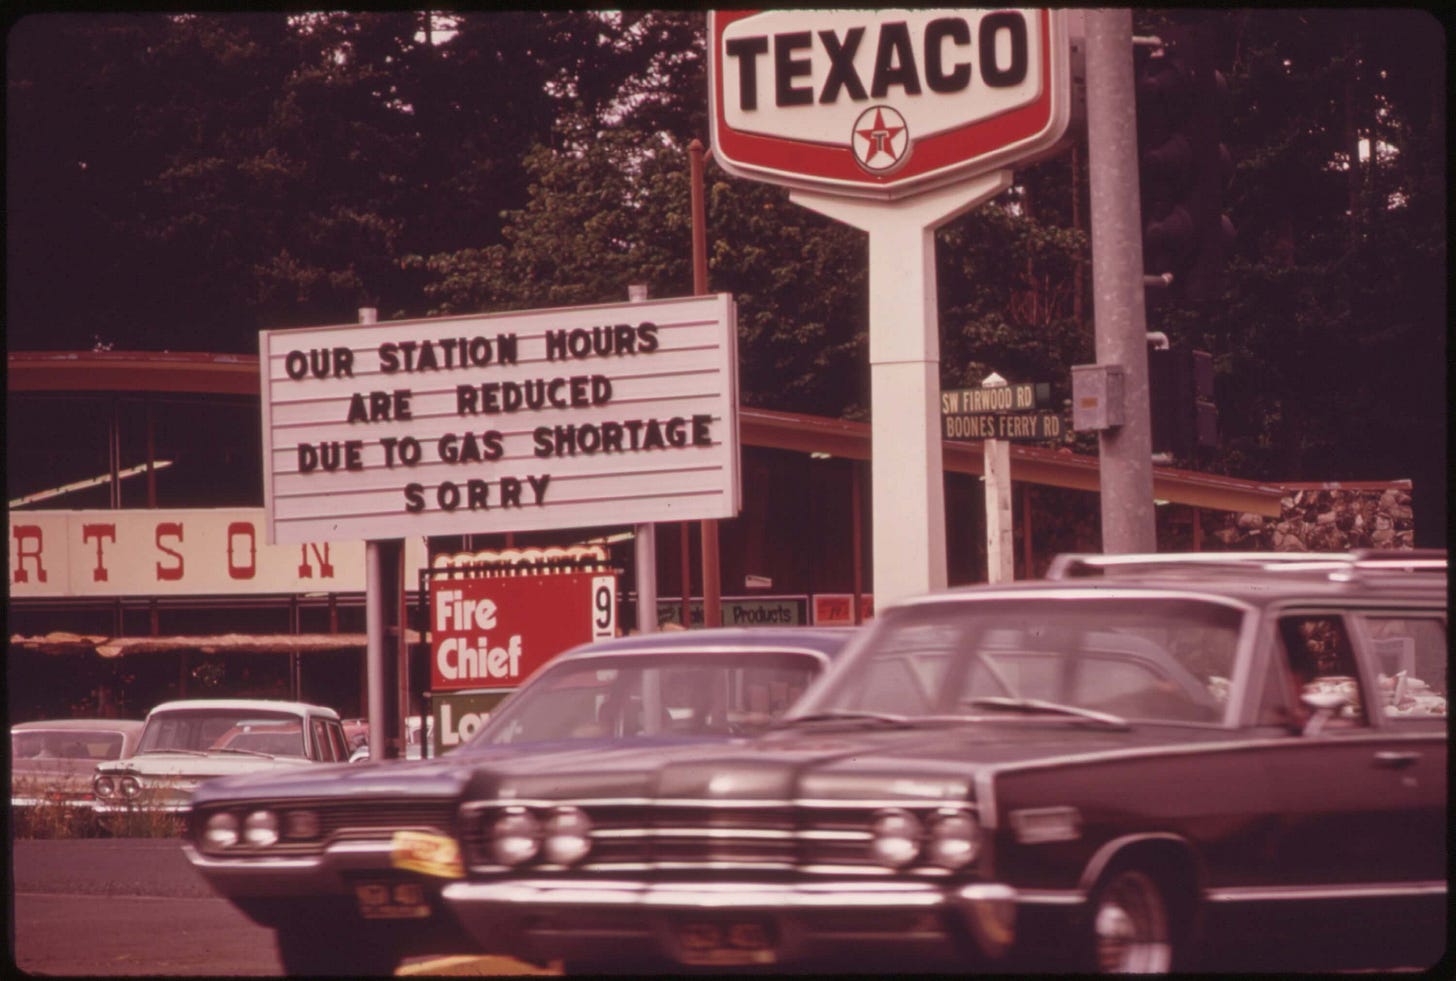 TEXACO
T
OUR STATION HOURS
ARE REDUCED
DUE TO GAS SHORTAGE
SORRY
SW FIRWOOD RD
BOONES FERRY RD
RTSON
Fire
Chief
9
Products